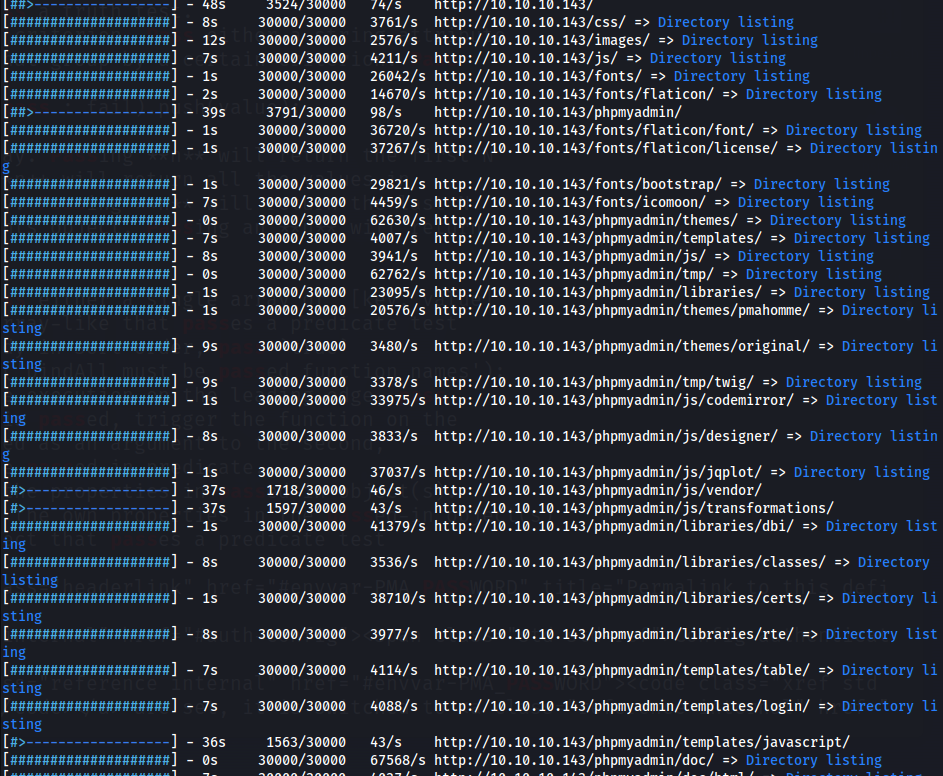 [##>-----------------] - 48s 3524/30000 74/s http://10.10.10.143/
[####################] - 8s 30000/30000 3761/s http://10.10.10.143/css/ => Directory listing
[####################] - 12s 30000/30000 2576/s http://10.10.10.143/images/ => Directory listing
[####################] - 7s 30000/30000 4211/s http://10.10.10.143/js/ => Directory listing
[####################] - 1s 30000/30000 26042/s http://10.10.10.143/fonts/ => Directory listing
[####################] - 2s 30000/30000 14670/s http://10.10.10.143/fonts/flaticon/ => Directory listing
[##>-----------------] - 39s 3791/30000 98/s http://10.10.10.143/phpmyadmin/
[####################] - 1s 30000/30000 36720/s http://10.10.10.143/fonts/flaticon/font/ => Directory listing
[####################] - 1s 30000/30000 37267/s http://10.10.10.143/fonts/flaticon/license/ => Directory listin
g
[####################] - 1s 30000/30000 29821/s http://10.10.10.143/fonts/bootstrap/ => Directory listing
[####################] - 7s 30000/30000 4459/s http://10.10.10.143/fonts/icomoon/ => Directory listing
[####################] - 0s 30000/30000 62630/s http://10.10.10.143/phpmyadmin/themes/ => Directory listing
[####################] - 7s 30000/30000 4007/s http://10.10.10.143/phpmyadmin/templates/ => Directory listing
[####################] - 8s 30000/30000 3941/s http://10.10.10.143/phpmyadmin/js/ => Directory listing
[####################] - 0s 30000/30000 62762/s http://10.10.10.143/phpmyadmin/tmp/ => Directory listing
[####################] - 1s 30000/30000 23095/s http://10.10.10.143/phpmyadmin/libraries/ => Directory listing
[####################] - 1s 30000/30000 20576/s http://10.10.10.143/phpmyadmin/themes/pmahomme/ => Directory li
sting
[####################] - 9s 30000/30000 3480/s http://10.10.10.143/phpmyadmin/themes/original/ => Directory li
sting
[####################] - 9s 30000/30000 3378/s http://10.10.10.143/phpmyadmin/tmp/twig/ => Directory listing
[####################] - 1s 30000/30000 33975/s http://10.10.10.143/phpmyadmin/js/codemirror/ => Directory list
ing
[####################] - 8s 30000/30000 3833/s http://10.10.10.143/phpmyadmin/js/designer/ => Directory listin
g
[####################] - 1s 30000/30000 37037/s http://10.10.10.143/phpmyadmin/js/jqplot/ => Directory listing
[#>------------------] - 37s 1718/30000 46/s http://10.10.10.143/phpmyadmin/js/vendor/
[#>------------------] - 37s 1597/30000 43/s http://10.10.10.143/phpmyadmin/js/transformations/
[####################] - 1s 30000/30000 41379/s http://10.10.10.143/phpmyadmin/libraries/dbi/ => Directory list
ing
[####################] - 8s 30000/30000 3536/s http://10.10.10.143/phpmyadmin/libraries/classes/ => Directory
listing
[####################] - 1s 30000/30000 38710/s http://10.10.10.143/phpmyadmin/libraries/certs/ => Directory li
sting
[####################] - 8s 30000/30000 3977/s http://10.10.10.143/phpmyadmin/libraries/rte/ => Directory list
ing
[####################] - 7s 30000/30000 4114/s http://10.10.10.143/phpmyadmin/templates/table/ => Directory li
sting
[####################] - 7s 30000/30000 4088/s http://10.10.10.143/phpmyadmin/templates/login/ => Directory li
sting
[#>------------------] - 36s 1563/30000 43/s http://10.10.10.143/phpmyadmin/templates/javascript/
[####################] - 0s 30000/30000 67568/s http://10.10.10.143/phpmyadmin/doc/ => Directory listing